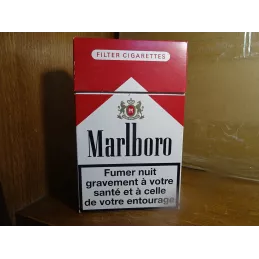 FILTER CIGARETTES
Marlboro
Fumer nuit
gravement à votre
santé et à celle
de votre entourage